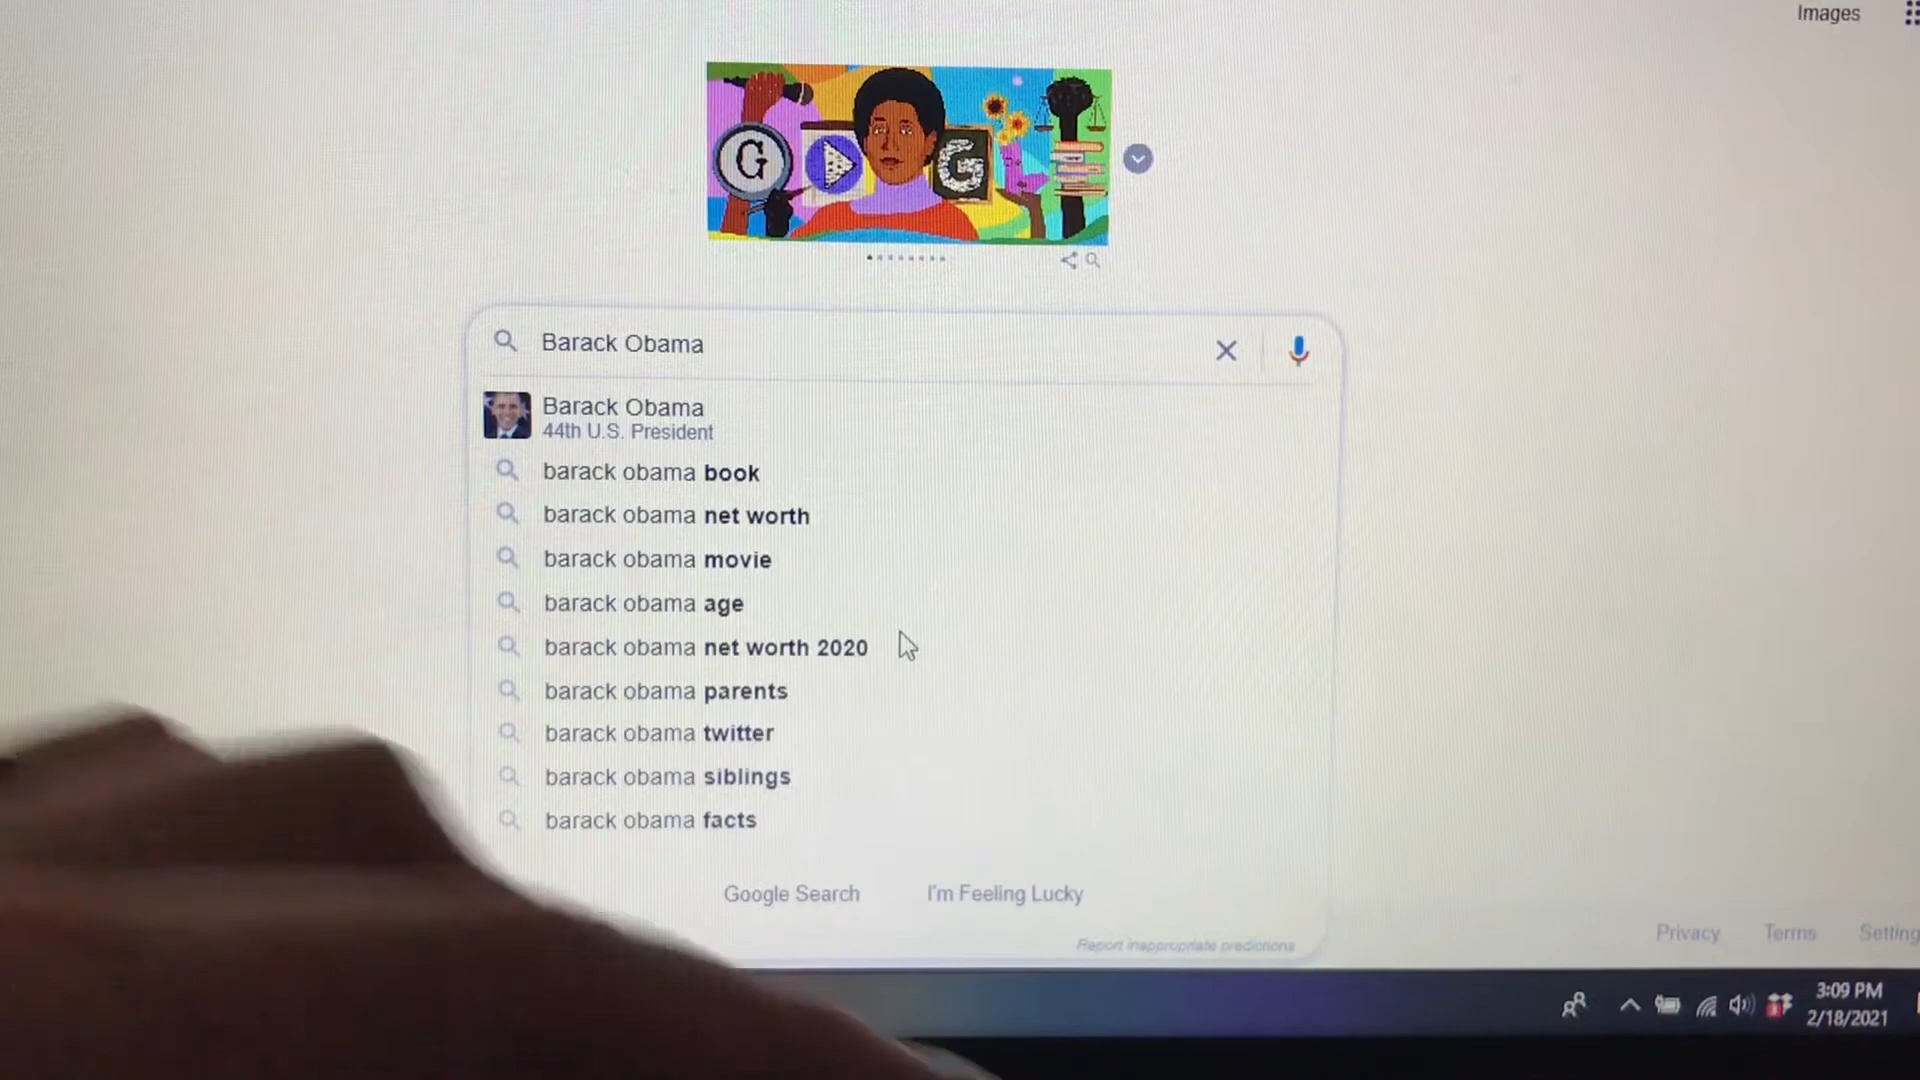 Images
G
G
Barack Obama
Barack Obama
44th U.S. President
barack obama book
barack obama net worth
barack obama movie
barack obama age
barack obama net worth 2020
barack obama parents
barack obama twitter
barack obama siblings
barack obama facts
Google Search
I'm Feeling Lucky
Report inappropriate predictions
Privacy
Terms
Setting
3:09 PM
2/18/2021